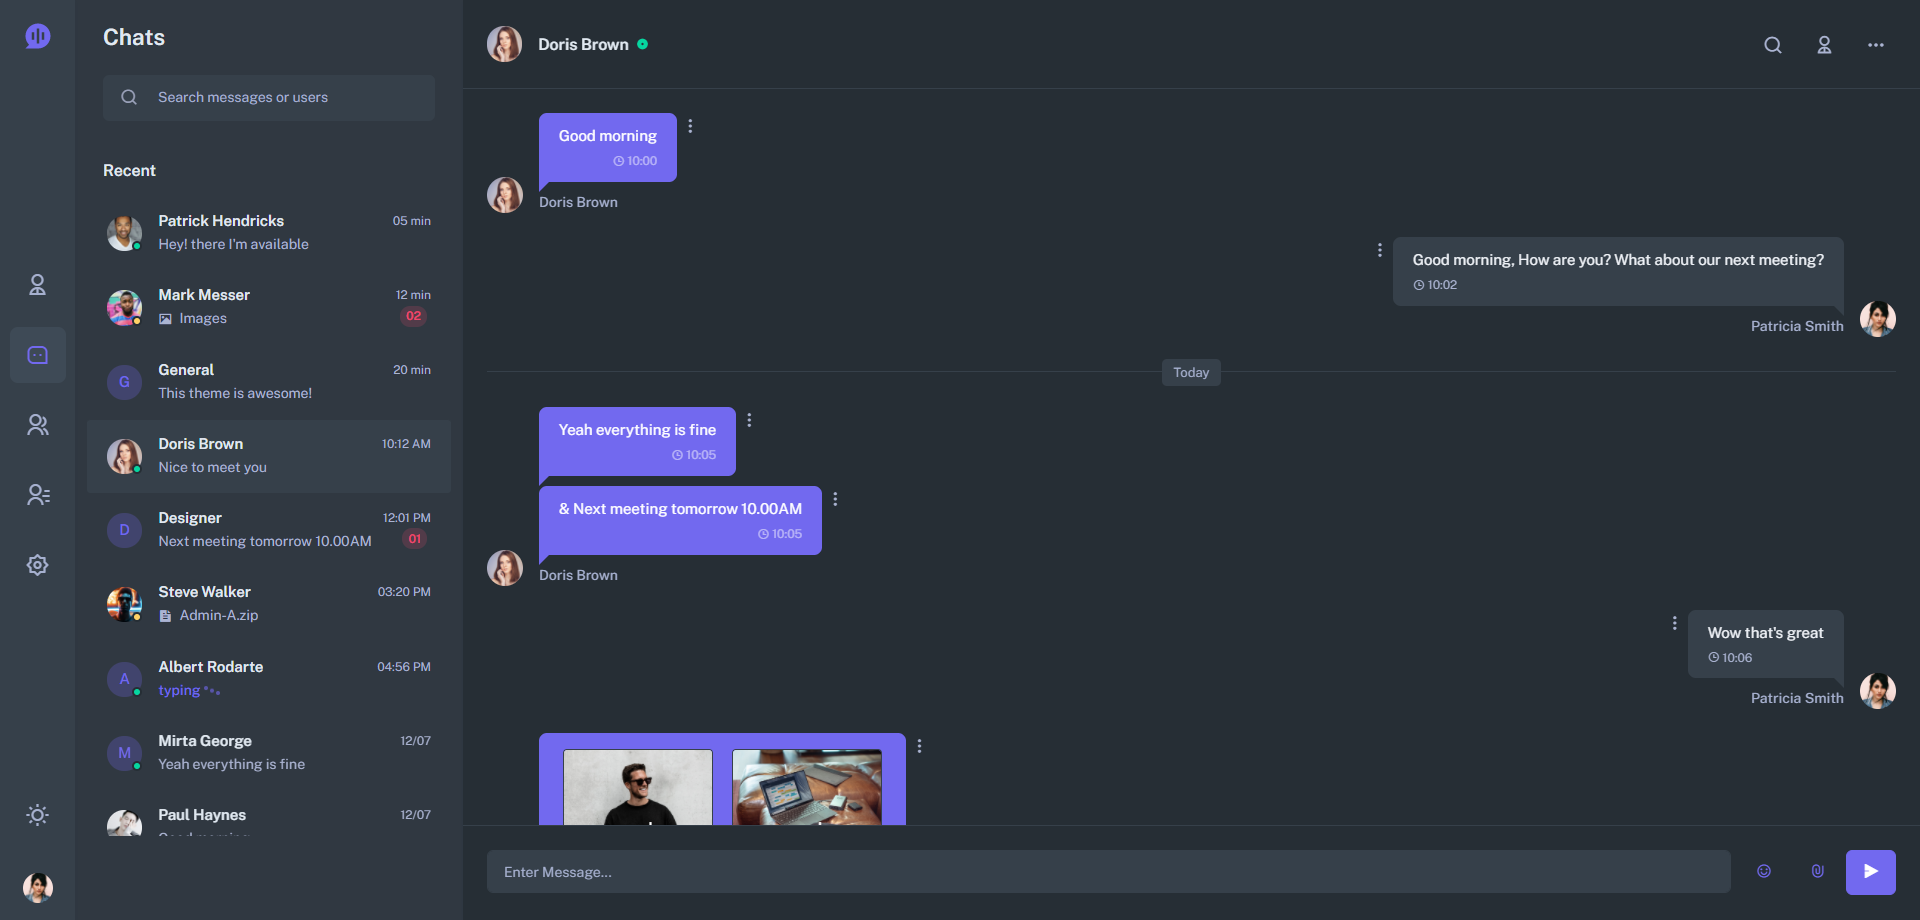 Chats
Search messages or users
Recent
Patrick Hendricks
05 min
Hey! there I'm available
Mark Messer
12 min
Images
02
G
General
20 min
This theme is awesome!
Doris Brown
10:12 AM
Nice to meet you
D
Designer
12:01 PM
Next meeting tomorrow 10.00AM
01
Steve Walker
03:20 PM
Admin-A.zip
A
Albert Rodarte
04:56 PM
typing
M
Mirta George
12/07
Yeah everything is fine
Paul Haynes
12/07
Doris Brown
Good morning
10:00
Doris Brown
Good morning, How are you? What about our next meeting?
10:02
Patricia Smith
Today
Yeah everything is fine
10:05
& Next meeting tomorrow 10.00AM
10:05
Doris Brown
Wow that's great
10:06
Patricia Smith
Enter Message...